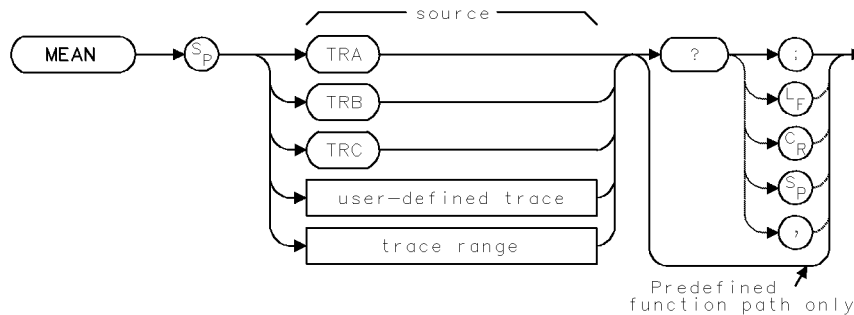 source
MEAN SP TRA ? ;
TRB LF
TRC CR
user-defined trace SP
trace range ,
Predefined
function path only